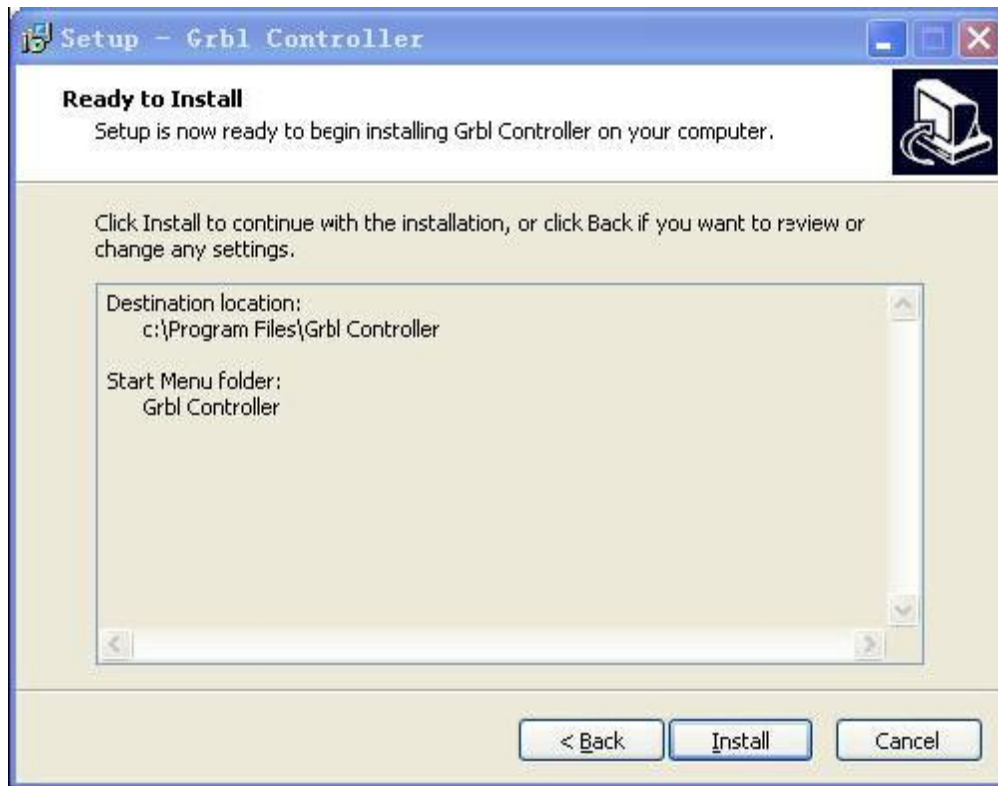 Setup - Grbl Controller
Ready to Install
Setup is now ready to begin installing Grbl Controller on your computer.
Click Install to continue with the installation, or click Back if you want to review or
change any settings.
Destination location:
c:\Program Files\Grbl Controller
Start Menu folder:
Grbl Controller
< Back
Install
Cancel